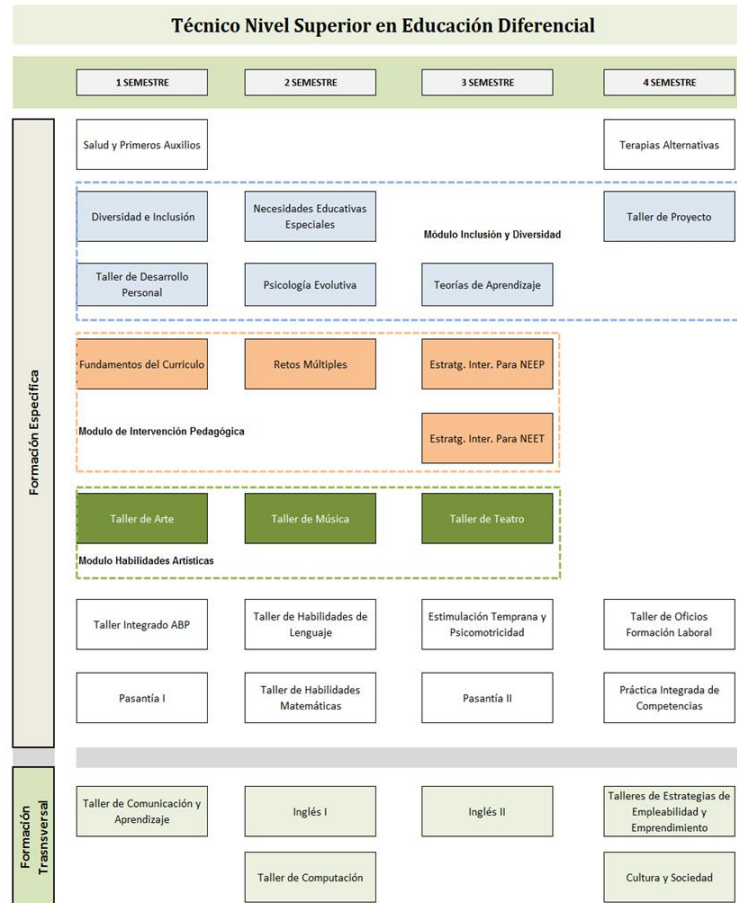 Técnico Nivel Superior en Educación Diferencial
1 SEMESTRE
2 SEMESTRE
3 SEMESTRE
4 SEMESTRE
Formación Específica
Salud y Primeros Auxilios
Terapias Alternativas
Diversidad e Inclusión
Necesidades Educativas
Especiales
Módulo Inclusión y Diversidad
Taller de Proyecto
Taller de Desarrollo
Personal
Psicología Evolutiva
Teorías de Aprendizaje
Fundamentos del Curriculo
Retos Múltiples
Estratg. Inter. Para NEEP
Modulo de Intervención Pedagógica
Estratg. Inter. Para NEET
Taller de Arte
Taller de Música
Taller de Teatro
Modulo Habilidades Artísticas
Taller Integrado ABP
Taller de Habilidades de
Lenguaje
Estimulación Temprana y
Psicomotricidad
Taller de Oficios
Formación Laboral
Pasantía I
Taller de Habilidades
Matemáticas
Pasantía II
Práctica Integrada de
Competencias
Formación
Trasnversal
Taller de Comunicación y
Aprendizaje
Inglés I
Inglés II
Talleres de Estrategias de
Empleabilidad y
Emprendimiento
Taller de Computación
Cultura y Sociedad